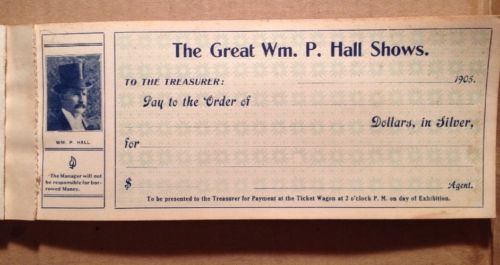 The Great Wm. P. Hall Shows.
TO THE TREASURER: 1905.
Pay to the Order of
Dollars, in Silver,
for
$ Agent.
To be presented to the Treasurer for Payment at the Ticket Wagon at 2 o'clock P. M. on day of Exhibition.
WM. P. HALL
The Manager will not
be responsible for bor-
rowed Money.